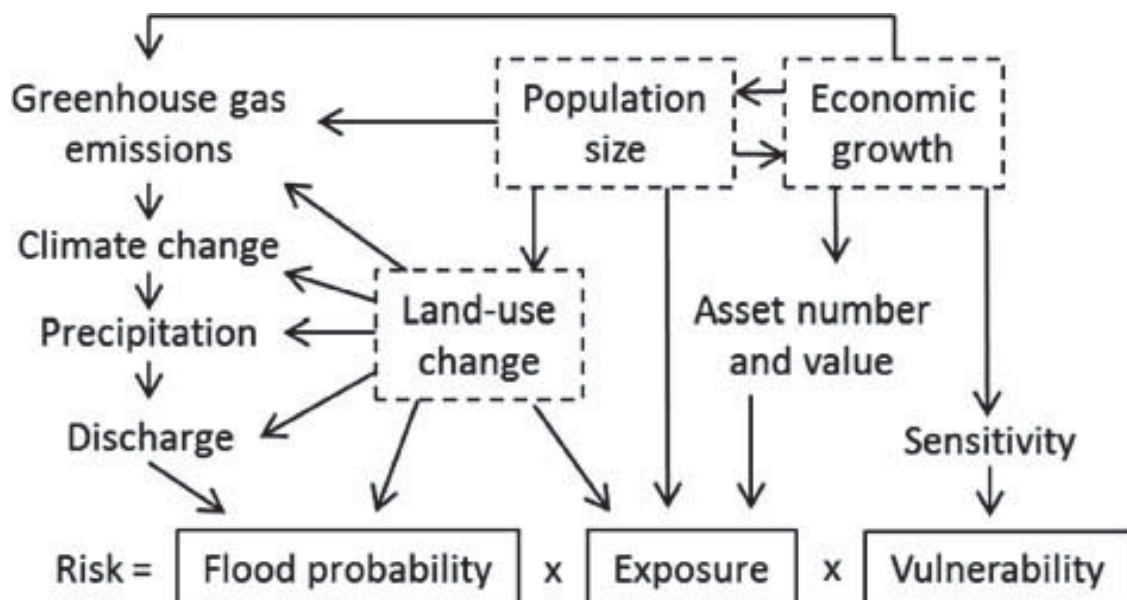 Greenhouse gas
emissions
Population
size
Economic
growth
Climate change
Precipitation
Land-use
change
Asset number
and value
Discharge
Sensitivity
Risk = Flood probability x Exposure x Vulnerability